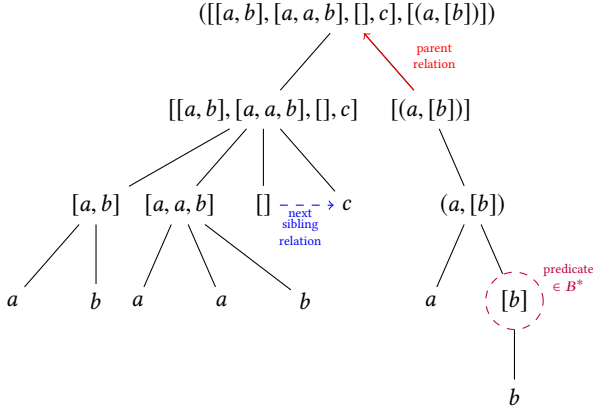 ([[a, b], [a, a, b], [], c], [(a, [b])])
parent
relation
[[a, b], [a, a, b], [], c]
[(a, [b])]
[a, b]
[a, a, b]
[]
next
sibling
relation
c
(a, [b])
a
b
a
a
b
a
[b]
predicate
∈ B*
b